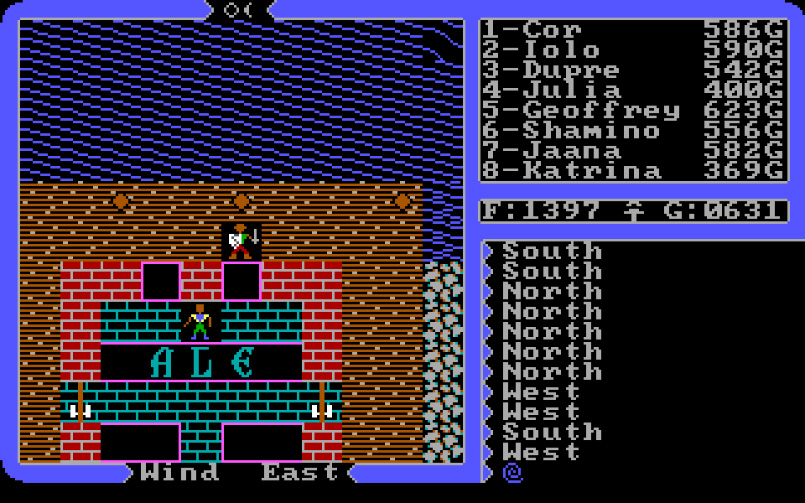 1-Cor 586G
2-Iolo 590G
3-Dupre 542G
4-Julia 400G
5-Geoffrey 623G
6-Shamino 556G
7-Jaana 582G
8-Katrina 369G
F:1397 G:0631
South
South
North
North
North
North
North
West
West
South
West
ALE
Wind East